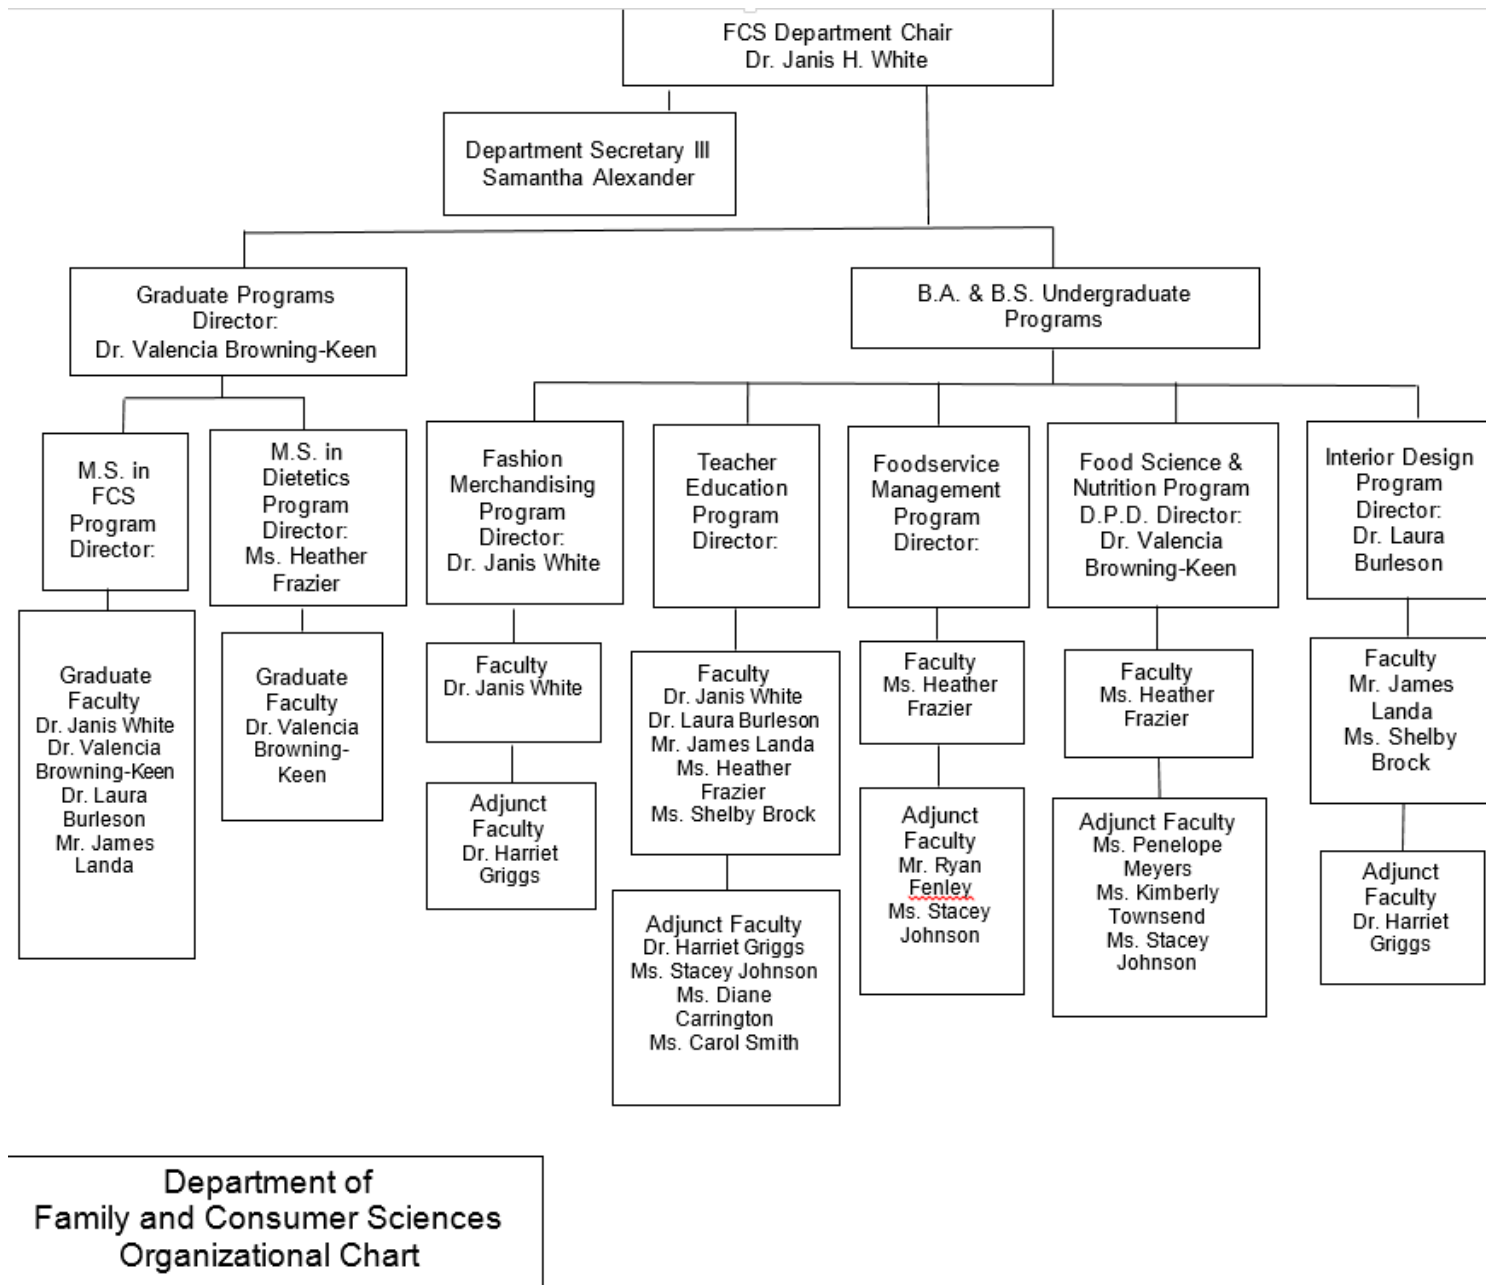 FCS Department Chair
Dr. Janis H. White
Department Secretary III
Samantha Alexander
Graduate Programs
Director:
Dr. Valencia Browning-Keen
B.A. & B.S. Undergraduate
Programs
M.S. in
FCS
Program
Director:
M.S. in
Dietetics
Program
Director:
Ms. Heather
Frazier
Fashion
Merchandising
Program
Director:
Dr. Janis White
Teacher
Education
Program
Director:
Foodservice
Management
Program
Director:
Food Science &
Nutrition Program
D.P.D. Director:
Dr. Valencia
Browning-Keen
Interior Design
Program
Director:
Dr. Laura
Burleson
Graduate
Faculty
Dr. Janis White
Dr. Valencia
Browning-Keen
Dr. Laura
Burleson
Mr. James
Landa
Graduate
Faculty
Dr. Valencia
Browning-
Keen
Faculty
Dr. Janis White
Faculty
Dr. Janis White
Dr. Laura Burleson
Mr. James Landa
Ms. Heather
Frazier
Ms. Shelby Brock
Faculty
Ms. Heather
Frazier
Faculty
Ms. Heather
Frazier
Faculty
Mr. James
Landa
Ms. Shelby
Brock
Adjunct
Faculty
Dr. Harriet
Griggs
Adjunct Faculty
Dr. Harriet Griggs
Ms. Stacey Johnson
Ms. Diane
Carrington
Ms. Carol Smith
Adjunct
Faculty
Mr. Ryan
Fenley
Ms. Stacey
Johnson
Adjunct Faculty
Ms. Penelope
Meyers
Ms. Kimberly
Townsend
Ms. Stacey
Johnson
Adjunct
Faculty
Dr. Harriet
Griggs
Department of
Family and Consumer Sciences
Organizational Chart